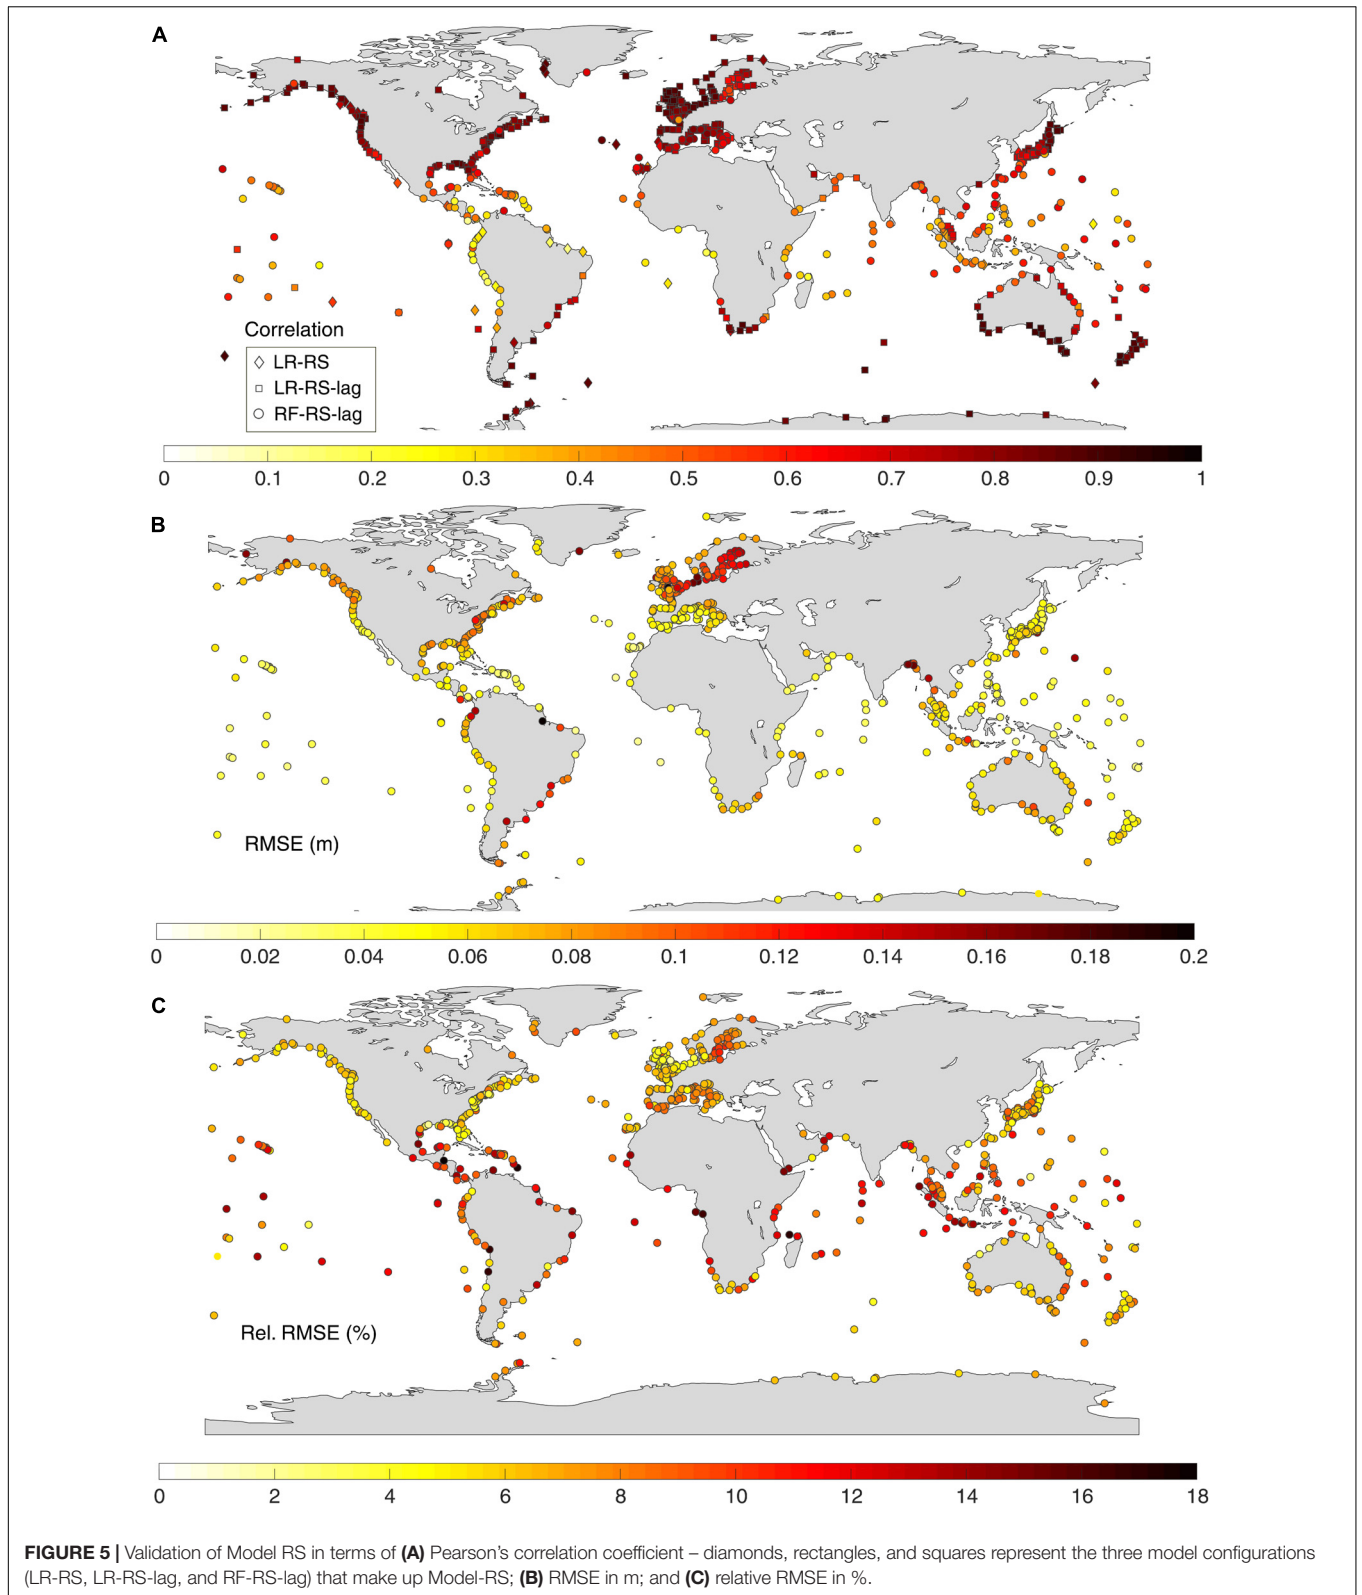 A
Correlation
LR-RS
LR-RS-lag
RF-RS-lag
0 0.1 0.2 0.3 0.4 0.5 0.6 0.7 0.8 0.9 1
B
RMSE (m)
0 0.02 0.04 0.06 0.08 0.1 0.12 0.14 0.16 0.18 0.2
C
Rel. RMSE (%)
0 2 4 6 8 10 12 14 16 18
FIGURE 5 | Validation of Model RS in terms of (A) Pearson's correlation coefficient – diamonds, rectangles, and squares represent the three model configurations
(LR-RS, LR-RS-lag, and RF-RS-lag) that make up Model-RS; (B) RMSE in m; and (C) relative RMSE in %.